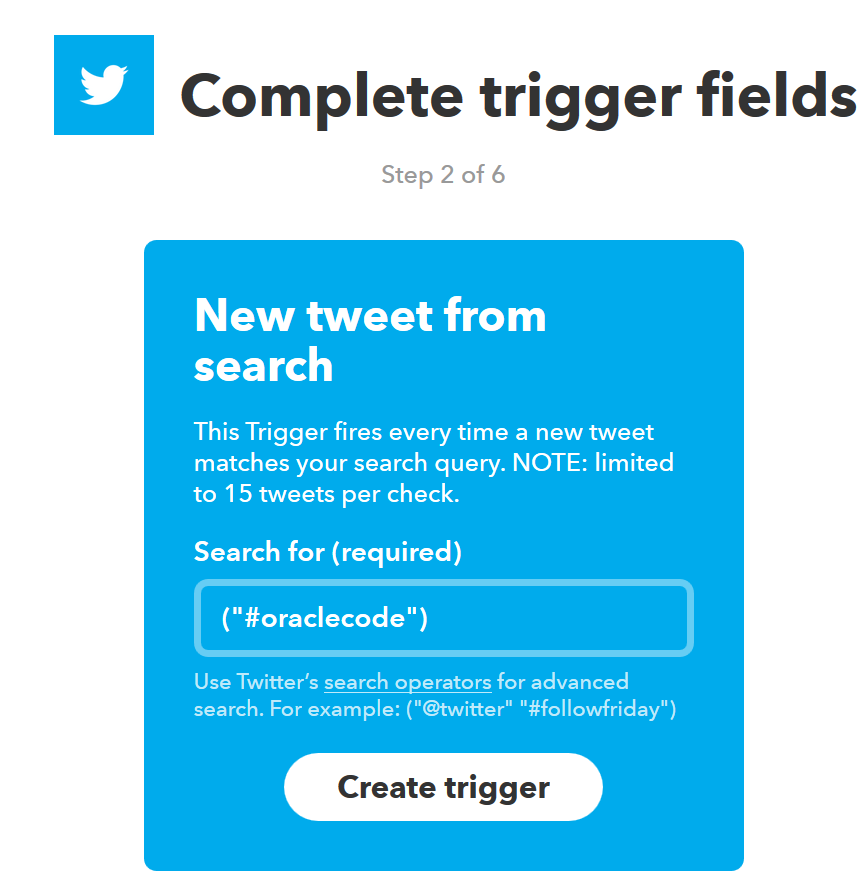 Complete trigger fields
Step 2 of 6
New tweet from
search
This Trigger fires every time a new tweet
matches your search query. NOTE: limited
to 15 tweets per check.
Search for (required)
("#oraclecode")
Use Twitter’s search operators for advanced
search. For example: ("@twitter" "#followfriday")
Create trigger